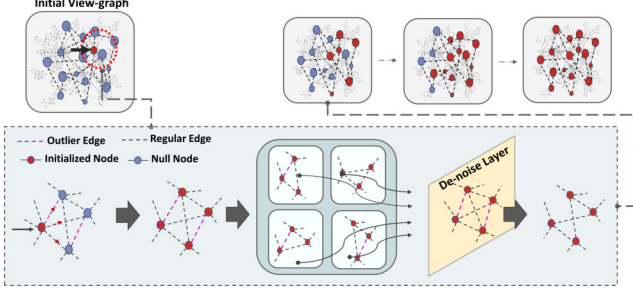 Initial View-graph
Outlier Edge
Regular Edge
Initialized Node
Null Node
De-noise Layer